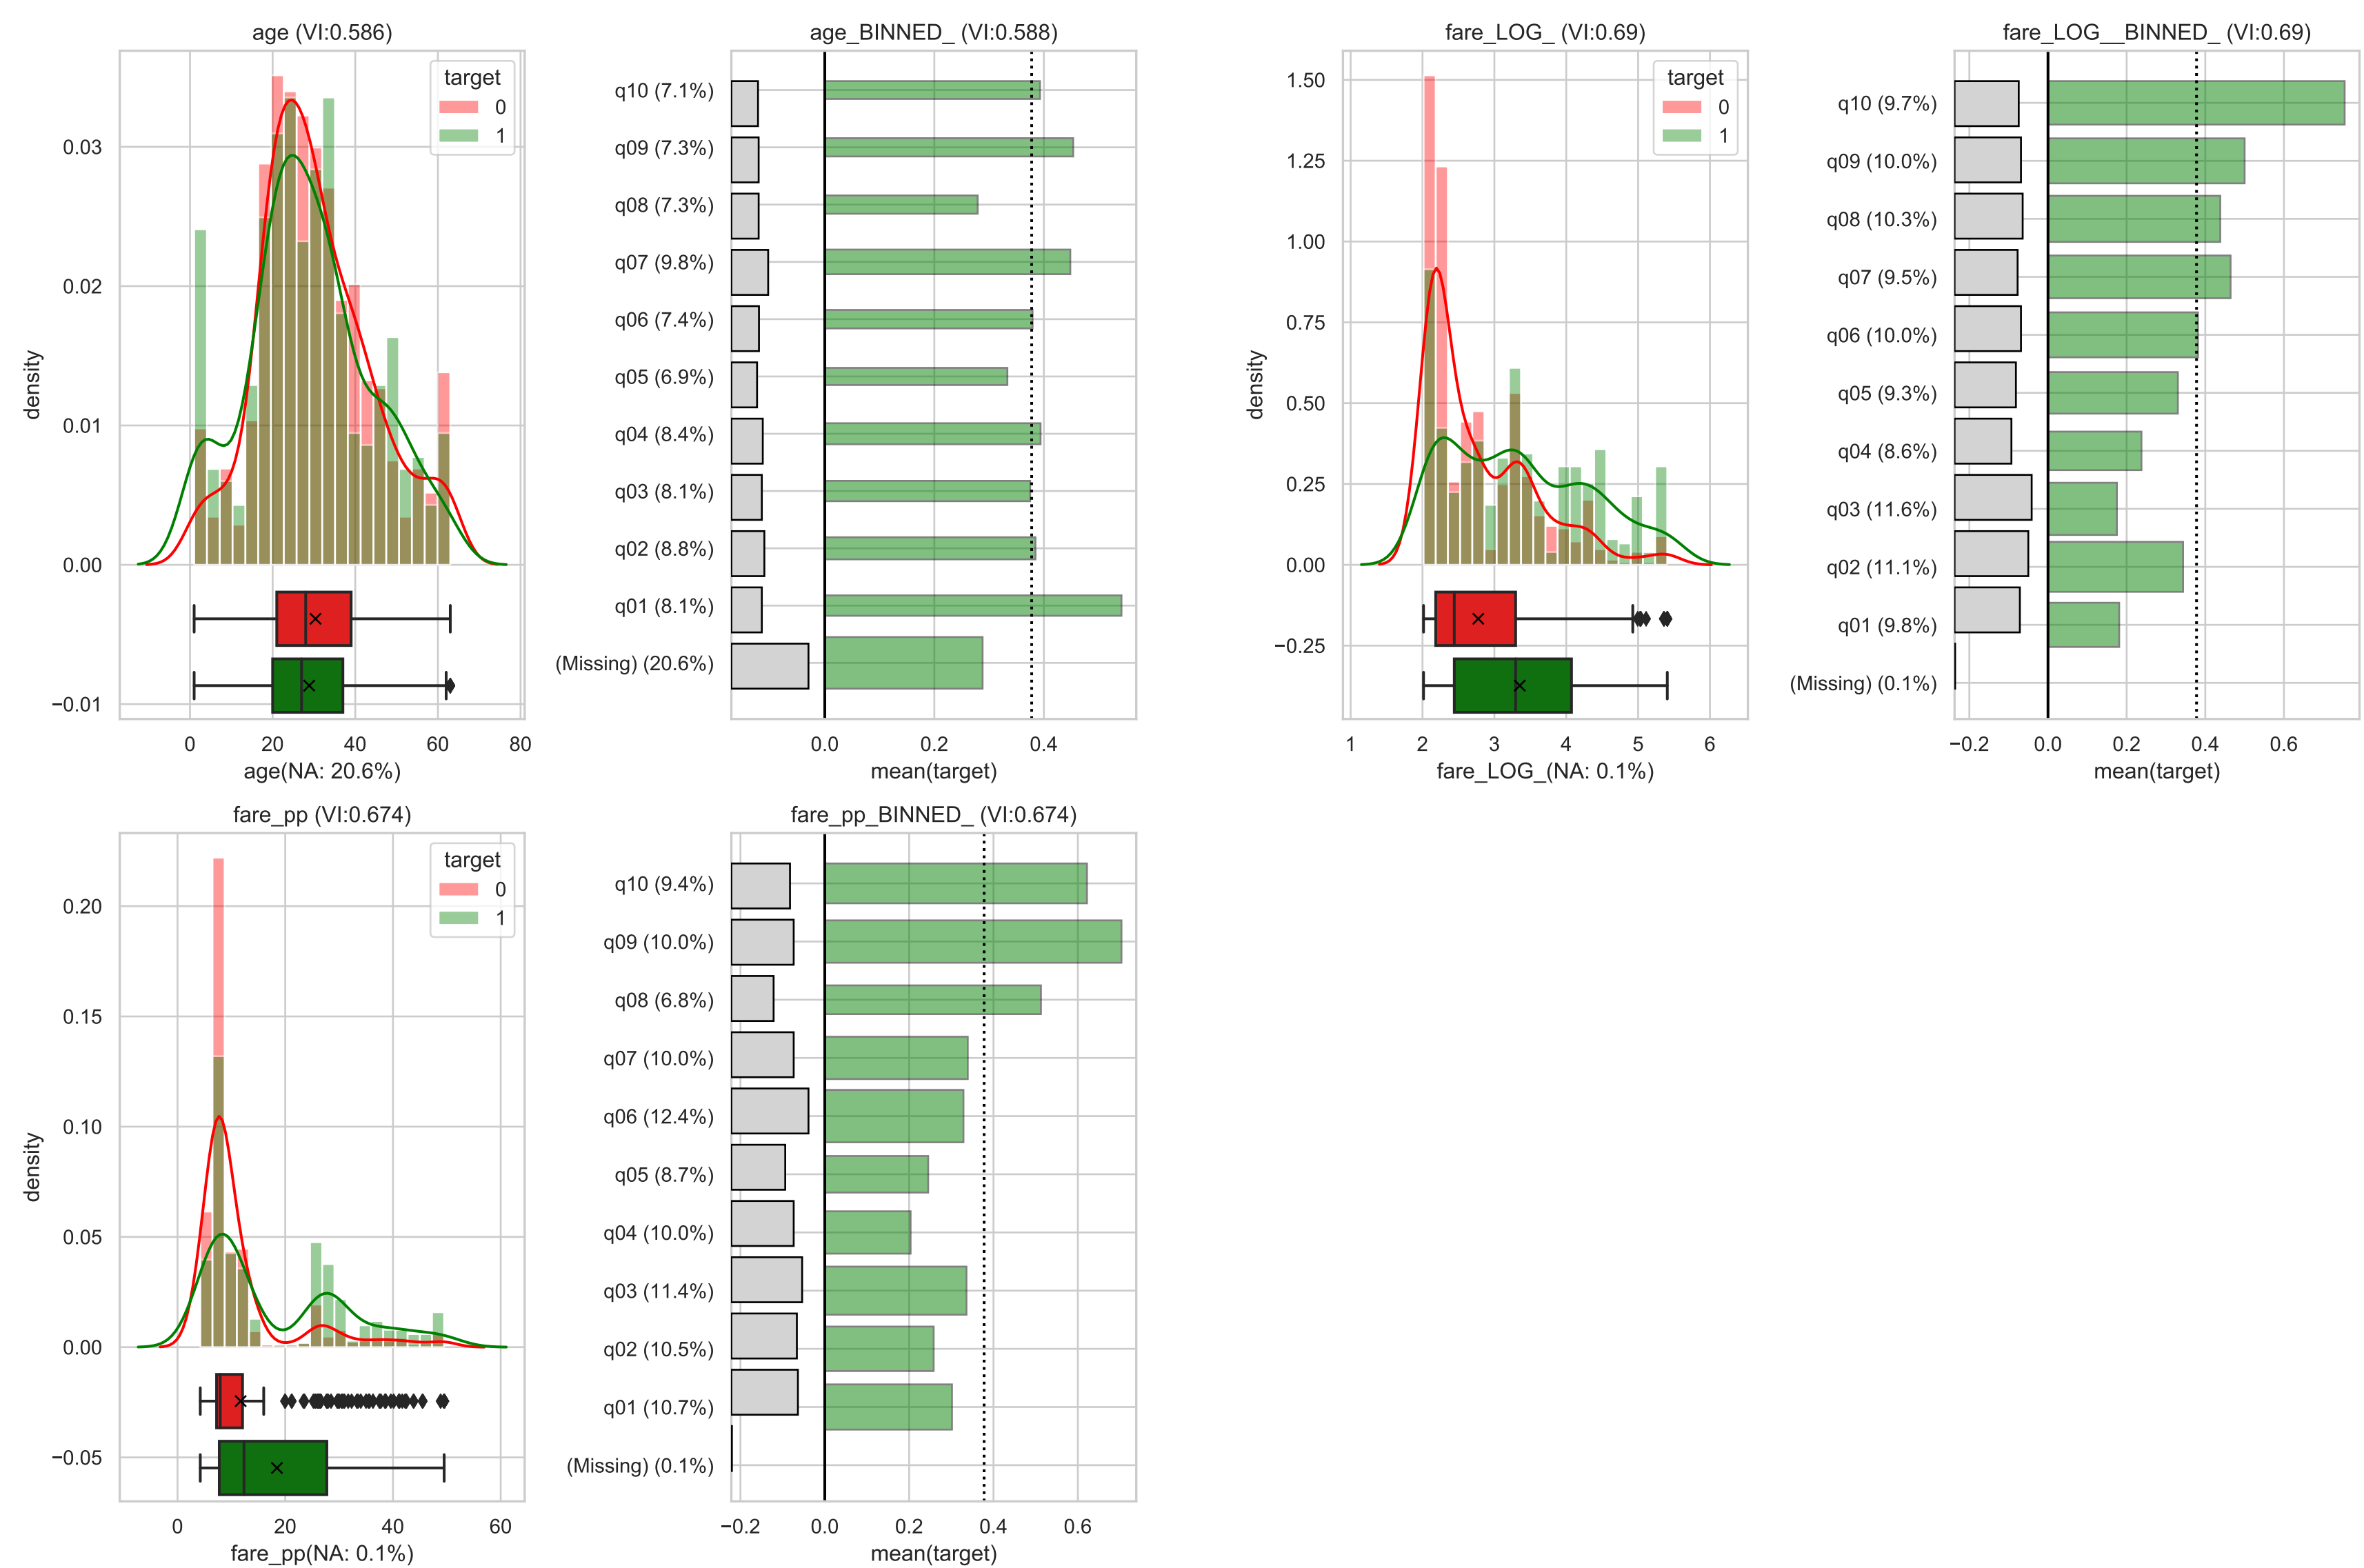 age (VI:0.586)
target
0
1
density
0.03
0.02
0.01
0.00
−0.01
0
20
40
60
80
age(NA: 20.6%)
age_BINNED_ (VI:0.588)
q10 (7.1%)
q09 (7.3%)
q08 (7.3%)
q07 (9.8%)
q06 (7.4%)
q05 (6.9%)
q04 (8.4%)
q03 (8.1%)
q02 (8.8%)
q01 (8.1%)
(Missing) (20.6%)
0.0
0.2
0.4
mean(target)
fare_LOG_ (VI:0.69)
target
0
1
density
1.50
1.25
1.00
0.75
0.50
0.25
0.00
−0.25
1
2
3
4
5
6
fare_LOG_(NA: 0.1%)
fare_LOG__BINNED_ (VI:0.69)
q10 (9.7%)
q09 (10.0%)
q08 (10.3%)
q07 (9.5%)
q06 (10.0%)
q05 (9.3%)
q04 (8.6%)
q03 (11.6%)
q02 (11.1%)
q01 (9.8%)
(Missing) (0.1%)
−0.2
0.0
0.2
0.4
0.6
mean(target)
fare_pp (VI:0.674)
target
0
1
density
0.20
0.15
0.10
0.05
0.00
−0.05
0
20
40
60
fare_pp(NA: 0.1%)
fare_pp_BINNED_ (VI:0.674)
q10 (9.4%)
q09 (10.0%)
q08 (6.8%)
q07 (10.0%)
q06 (12.4%)
q05 (8.7%)
q04 (10.0%)
q03 (11.4%)
q02 (10.5%)
q01 (10.7%)
(Missing) (0.1%)
−0.2
0.0
0.2
0.4
0.6
mean(target)